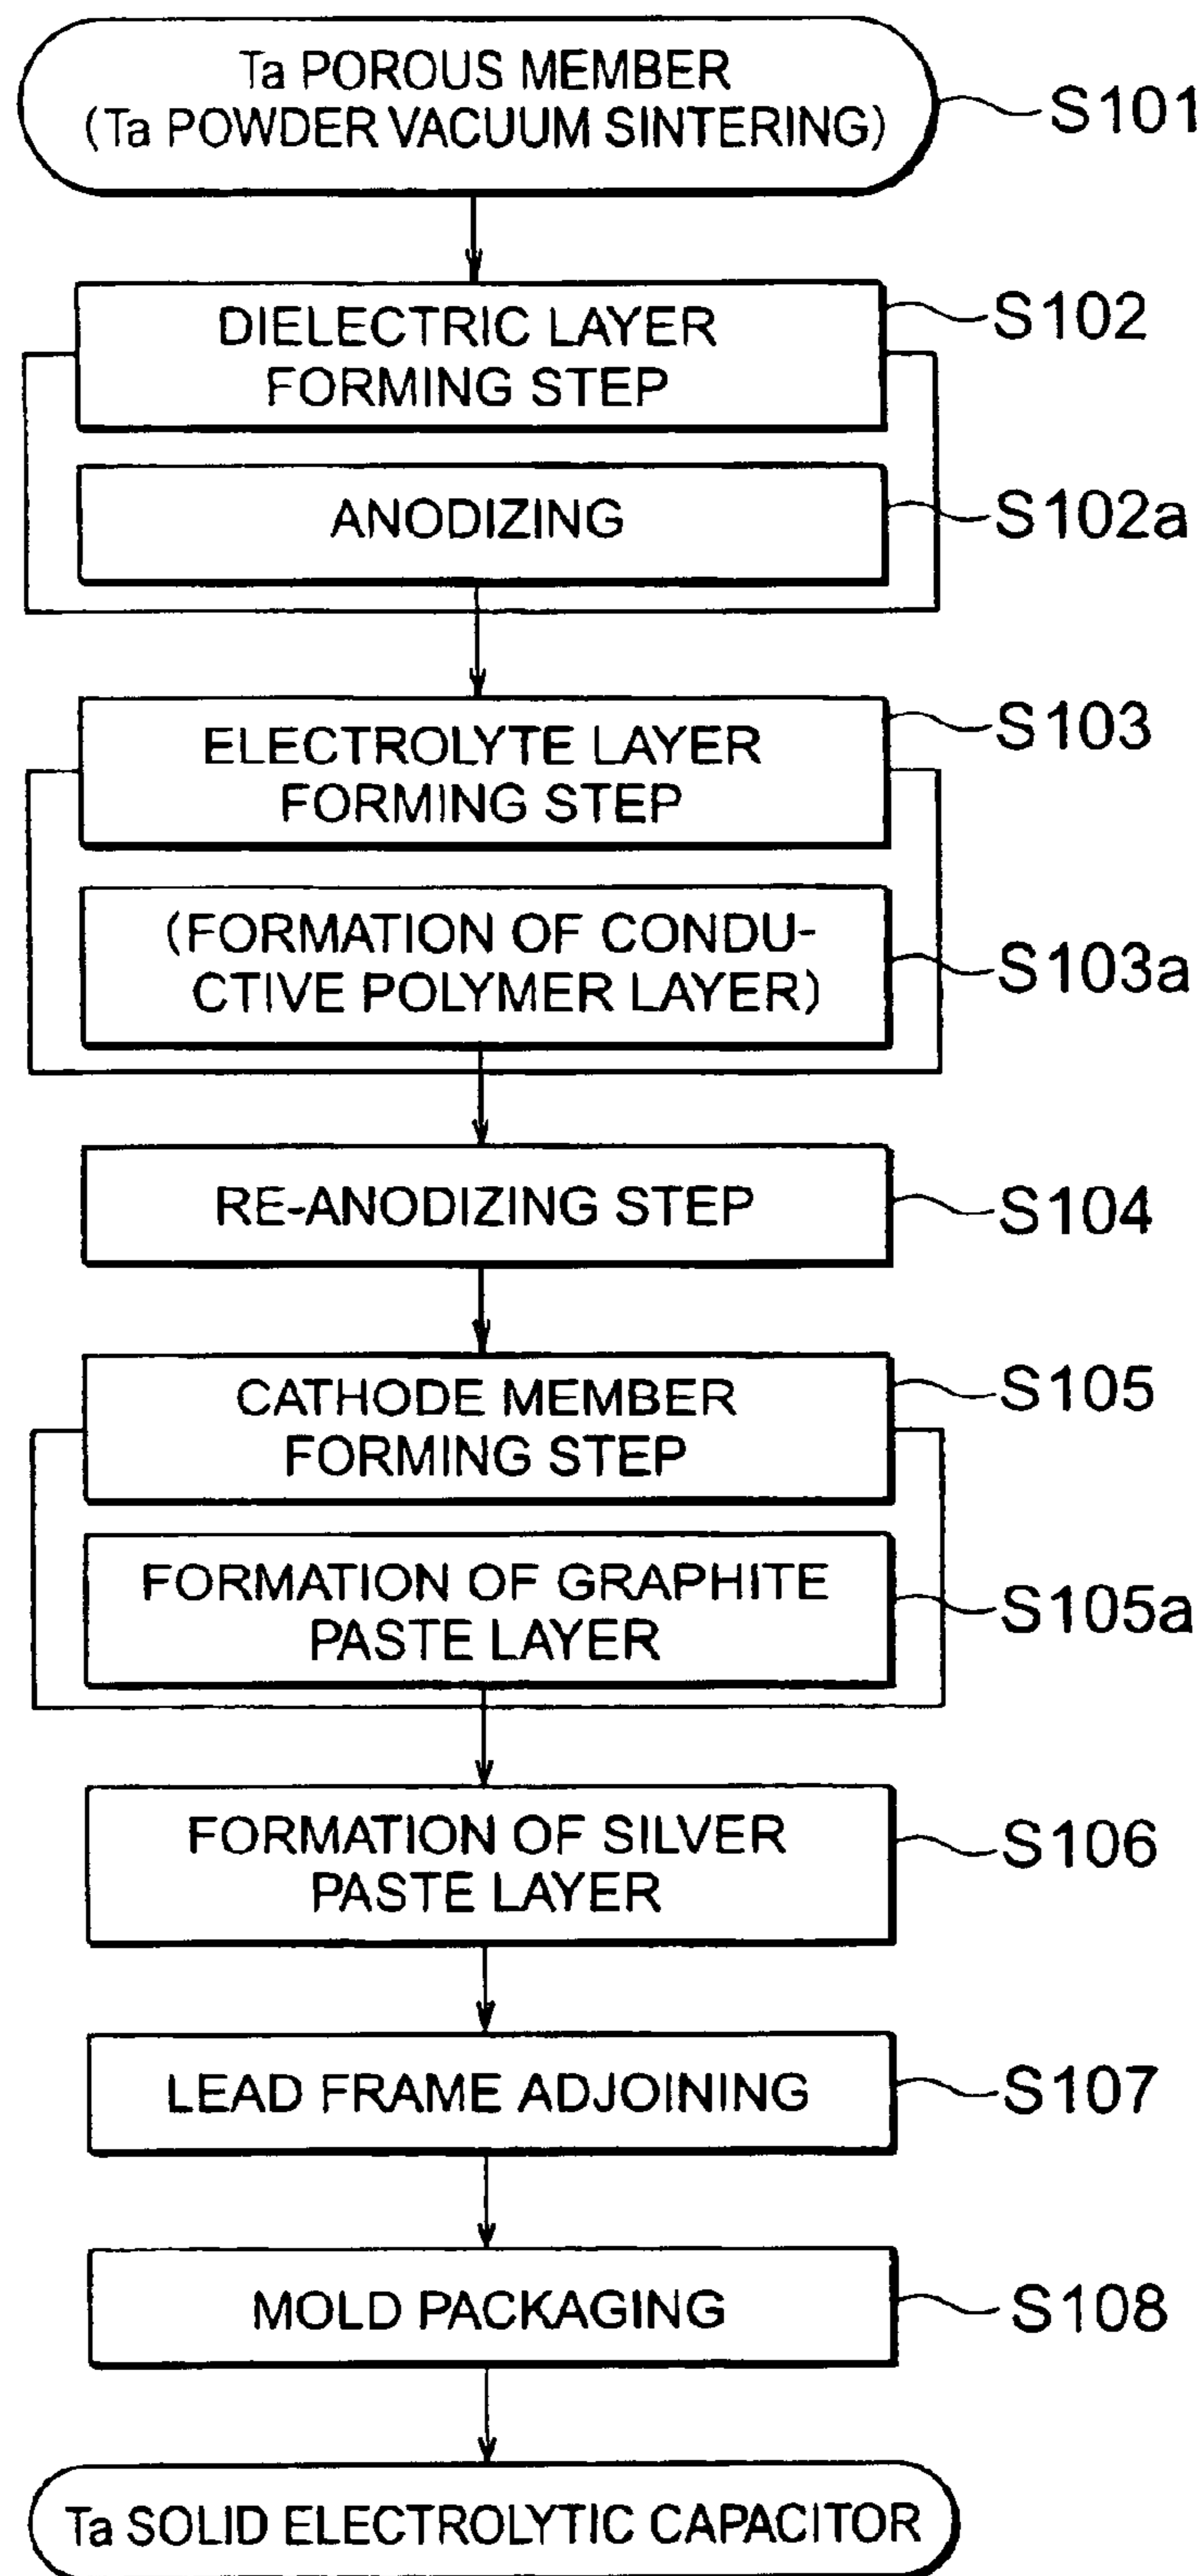 Ta POROUS MEMBER
(Ta POWDER VACUUM SINTERING)
S101
DIELECTRIC LAYER
FORMING STEP
S102
ANODIZING
S102a
ELECTROLYTE LAYER
FORMING STEP
S103
(FORMATION OF CONDU-
CTIVE POLYMER LAYER)
S103a
RE-ANODIZING STEP
S104
CATHODE MEMBER
FORMING STEP
S105
FORMATION OF GRAPHITE
PASTE LAYER
S105a
FORMATION OF SILVER
PASTE LAYER
S106
LEAD FRAME ADJOINING
S107
MOLD PACKAGING
S108
Ta SOLID ELECTROLYTIC CAPACITOR